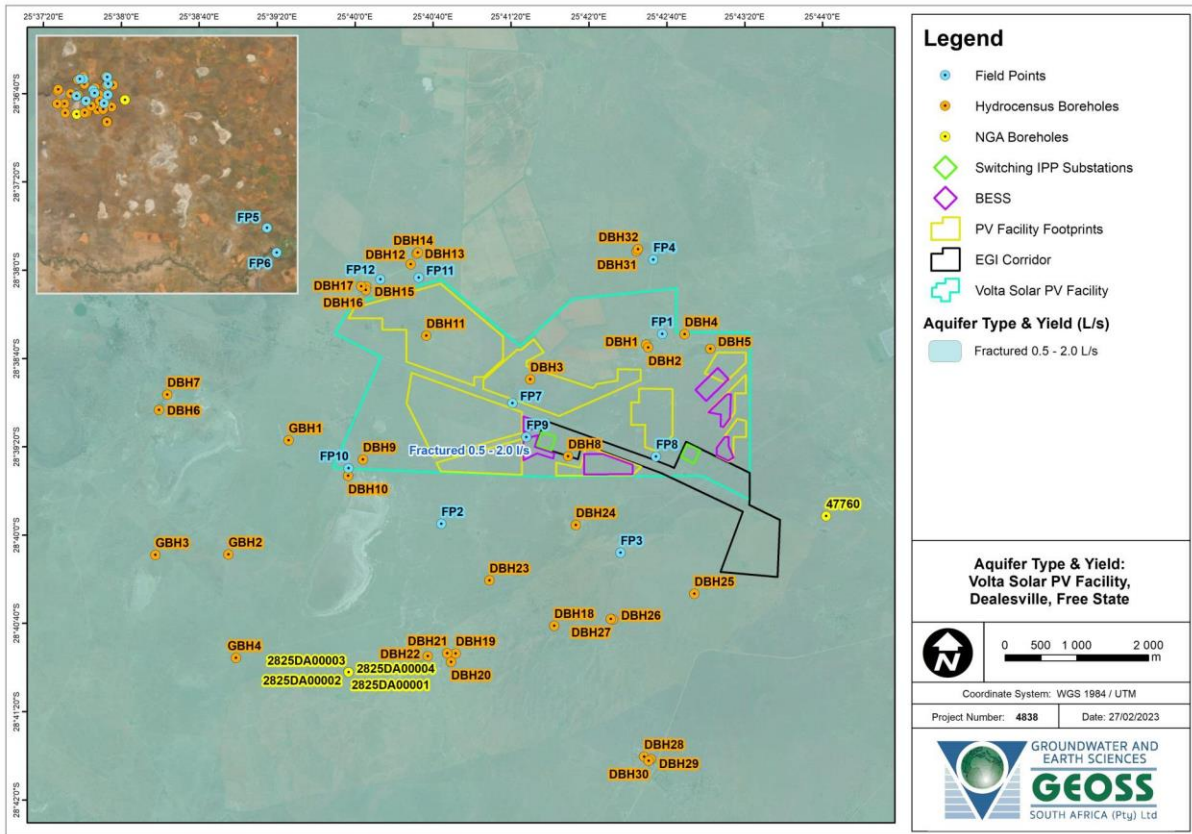 25°37'20"E
25°38'0"E
25°38'40"E
25°39'20"E
25°40'0"E
25°40'40"E
25°41'20"E
25°42'0"E
25°42'40"E
25°43'20"E
25°44'0"E
28°36'40"S
28°37'20"S
28°38'0"S
28°38'40"S
28°39'20"S
28°40'0"S
28°40'40"S
28°41'20"S
28°42'0"S
FP5
FP6
DBH14
DBH12
DBH13
FP12
FP11
DBH17
DBH15
DBH16
DBH32
FP4
DBH31
DBH11
FP1
DBH4
DBH1
DBH2
DBH5
DBH3
DBH7
DBH6
FP7
GBH1
FP9
Fractured 0.5 - 2.0 l/s
DBH8
FP8
DBH9
FP10
DBH10
FP2
DBH24
FP3
47760
GBH3
GBH2
DBH23
DBH25
DBH18
DBH26
DBH27
GBH4
DBH21
DBH19
DBH22
DBH20
2825DA00003
2825DA00004
2825DA00002
2825DA00001
DBH28
DBH29
DBH30
Legend
Field Points
Hydrocensus Boreholes
NGA Boreholes
Switching IPP Substations
BESS
PV Facility Footprints
EGI Corridor
Volta Solar PV Facility
Aquifer Type & Yield (L/s)
Fractured 0.5 - 2.0 L/s
Aquifer Type & Yield:
Volta Solar PV Facility,
Dealesville, Free State
N
0 500 1 000 2 000
m
Coordinate System: WGS 1984 / UTM
Project Number: 4838 Date: 27/02/2023
GROUNDWATER AND
EARTH SCIENCES
GEOSS
SOUTH AFRICA (Pty) Ltd